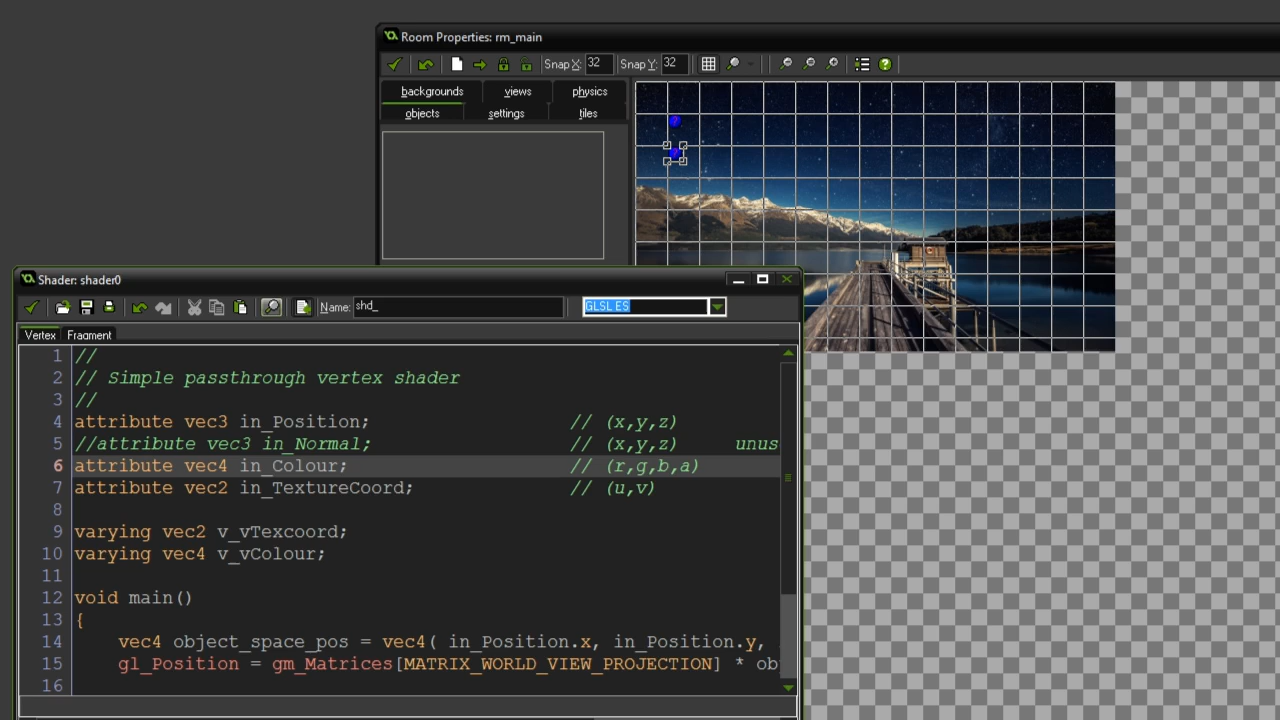 Room Properties: rm_main
Snap X: 32 Snap Y: 32
backgrounds views physics
objects settings tiles
Shader: shader0
Name: shd_ GLSL ES
Vertex Fragment
1 //
2 // Simple passthrough vertex shader
3 //
4 attribute vec3 in_Position; // (x,y,z)
5 //attribute vec3 in_Normal; // (x,y,z) unus
6 attribute vec4 in_Colour; // (r,g,b,a)
7 attribute vec2 in_TextureCoord; // (u,v)
8
9 varying vec2 v_vTexcoord;
10 varying vec4 v_vColour;
11
12 void main()
13 {
14 vec4 object_space_pos = vec4( in_Position.x, in_Position.y,
15 gl_Position = gm_Matrices[MATRIX_WORLD_VIEW_PROJECTION] * ob
16